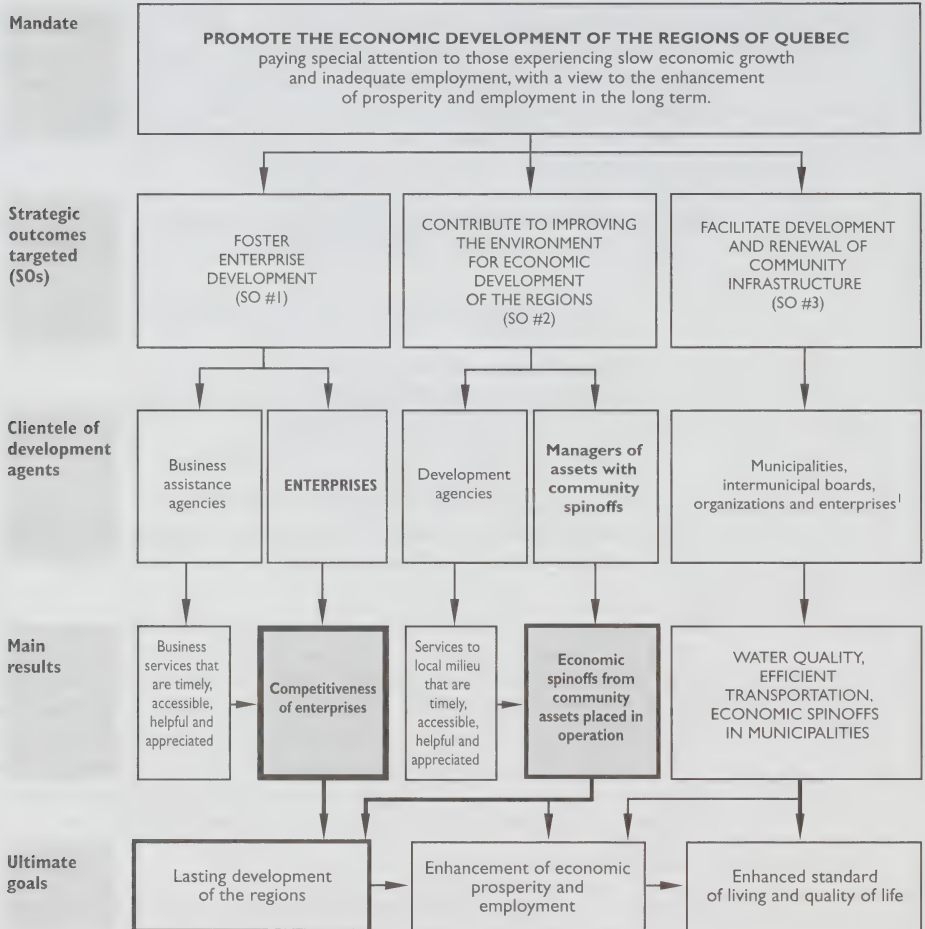 Mandate
PROMOTE THE ECONOMIC DEVELOPMENT OF THE REGIONS OF QUEBEC
paying special attention to those experiencing slow economic growth
and inadequate employment, with a view to the enhancement
of prosperity and employment in the long term.
Strategic
outcomes
targeted
(SOs)
FOSTER
ENTERPRISE
DEVELOPMENT
(SO #1)
CONTRIBUTE TO IMPROVING
THE ENVIRONMENT
FOR ECONOMIC
DEVELOPMENT
OF THE REGIONS
(SO #2)
FACILITATE DEVELOPMENT
AND RENEWAL OF
COMMUNITY
INFRASTRUCTURE
(SO #3)
Clientele of
development
agents
Business
assistance
agencies
ENTERPRISES
Development
agencies
Managers of
assets with
community
spinoffs
Municipalities,
intermunicipal boards,
organizations and enterprises¹
Main
results
Business
services that
are timely,
accessible,
helpful and
appreciated
Competitiveness
of enterprises
Services to
local milieu
that are
timely,
accessible,
helpful and
appreciated
Economic
spinoffs from
community
assets placed in
operation
WATER QUALITY,
EFFICIENT
TRANSPORTATION,
ECONOMIC SPINOFFS
IN MUNICIPALITIES
Ultimate
goals
Lasting development
of the regions
Enhancement of economic
prosperity and
employment
Enhanced standard
of living and quality of life